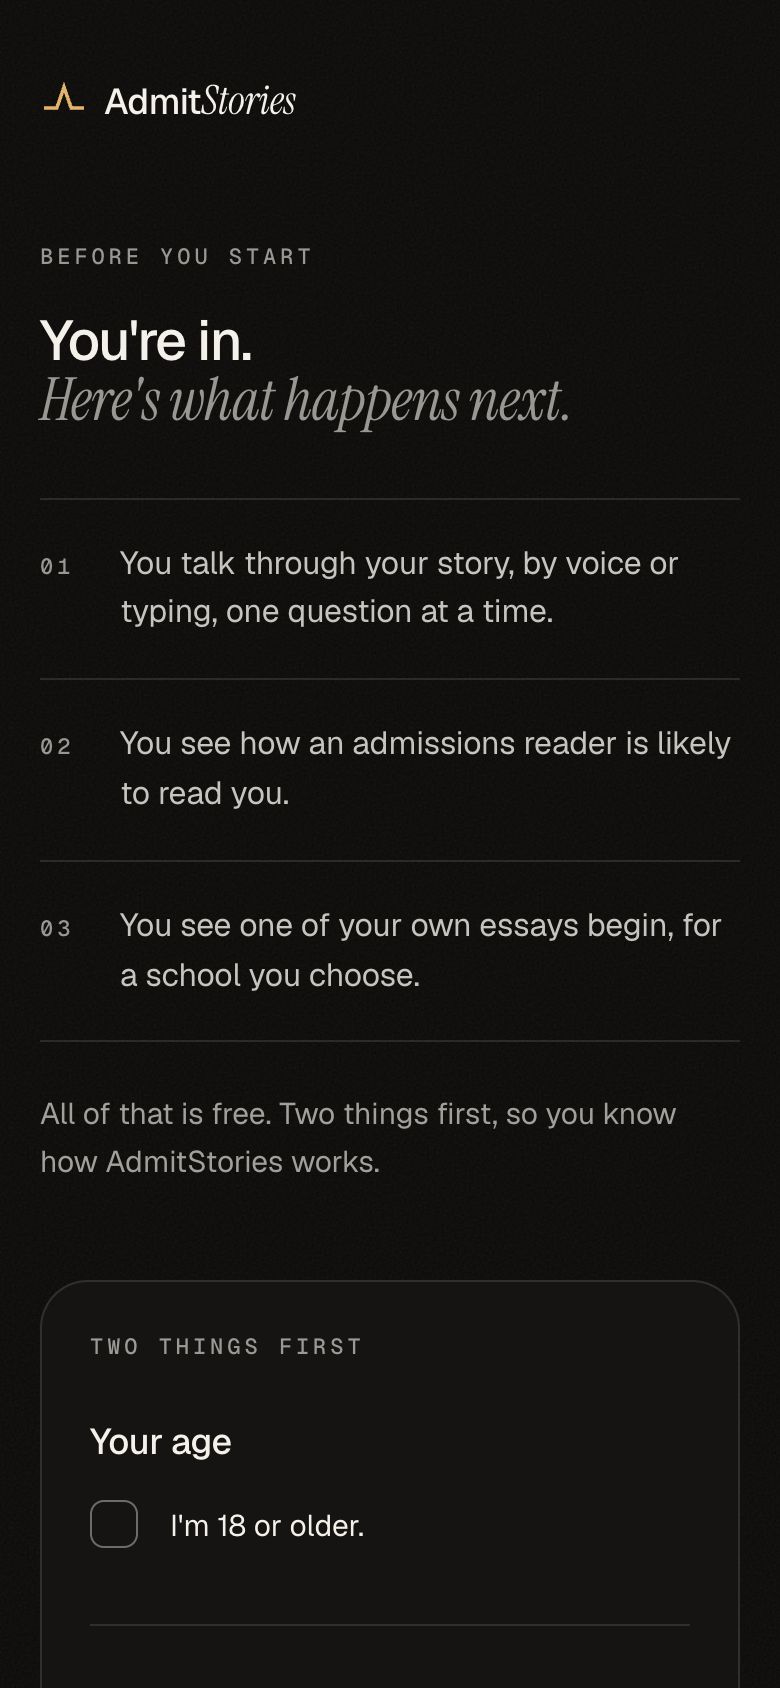 AdmitStories
BEFORE YOU START
You're in.
Here's what happens next.
01 You talk through your story, by voice or
typing, one question at a time.
02 You see how an admissions reader is likely
to read you.
03 You see one of your own essays begin, for
a school you choose.
All of that is free. Two things first, so you know
how AdmitStories works.
TWO THINGS FIRST
Your age
I'm 18 or older.